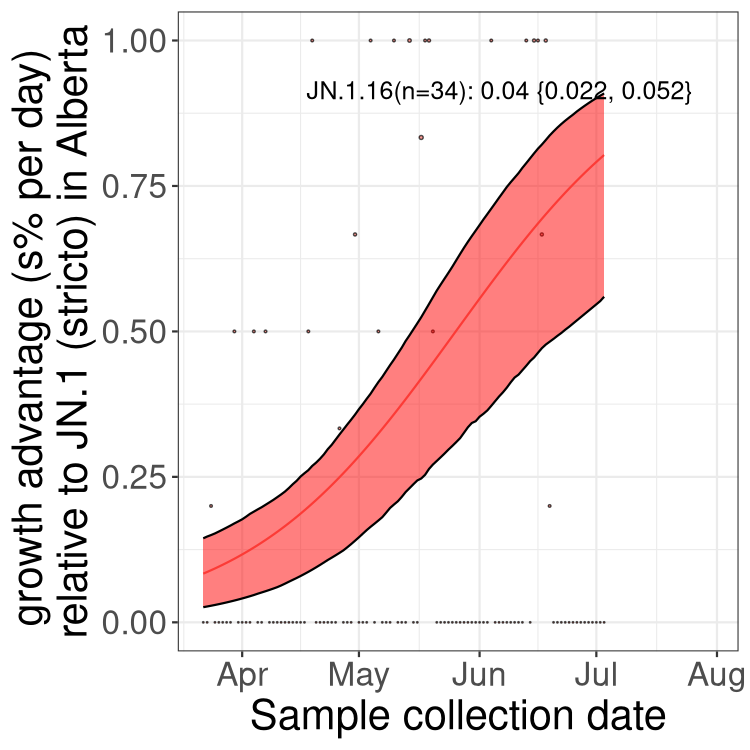 growth advantage (s% per day)
relative to JN.1 (stricto) in Alberta
1.00
0.75
0.50
0.25
0.00
JN.1.16(n=34): 0.04 {0.022, 0.052}
Apr
May
Jun
Jul
Aug
Sample collection date